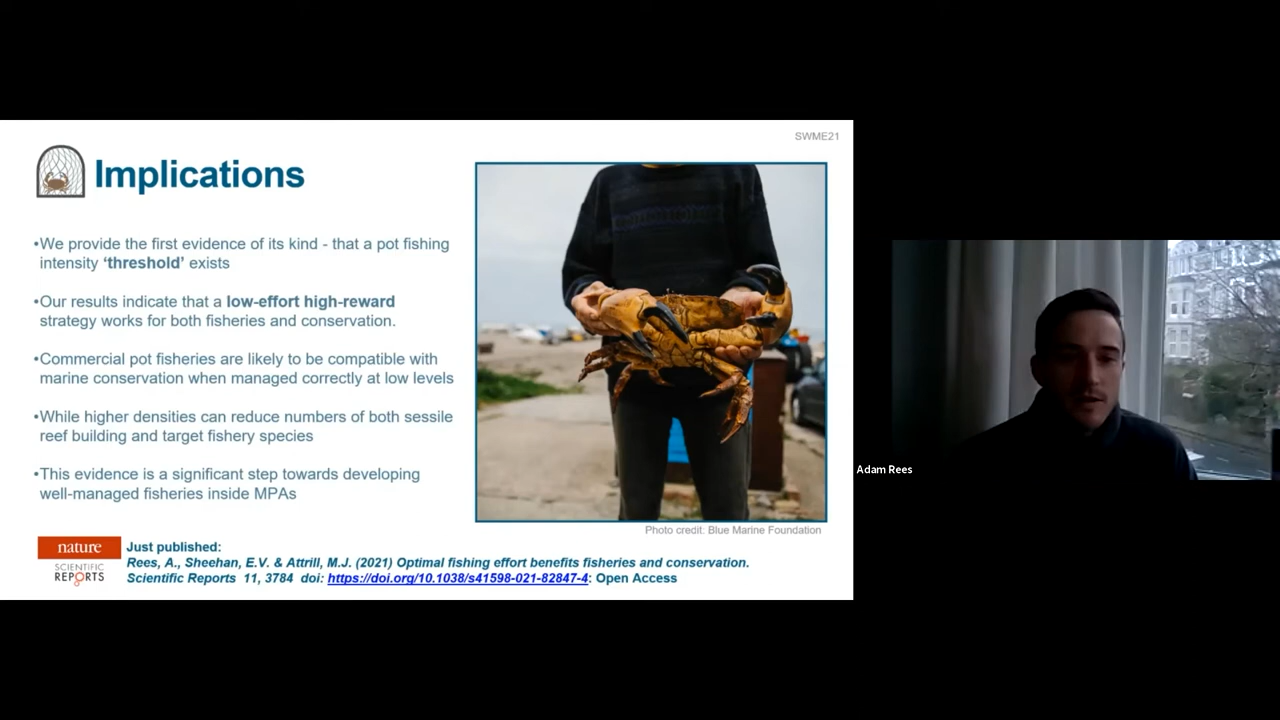 SWME21
Implications
•We provide the first evidence of its kind - that a pot fishing
intensity ‘threshold’ exists
•Our results indicate that a low-effort high-reward
strategy works for both fisheries and conservation.
•Commercial pot fisheries are likely to be compatible with
marine conservation when managed correctly at low levels
•While higher densities can reduce numbers of both sessile
reef building and target fishery species
•This evidence is a significant step towards developing
well-managed fisheries inside MPAs
Photo credit: Blue Marine Foundation
nature
SCIENTIFIC
REPORTS
Just published:
Rees, A., Sheehan, E.V. & Attrill, M.J. (2021) Optimal fishing effort benefits fisheries and conservation.
Scientific Reports 11, 3784 doi: https://doi.org/10.1038/s41598-021-82847-4: Open Access
Adam Rees